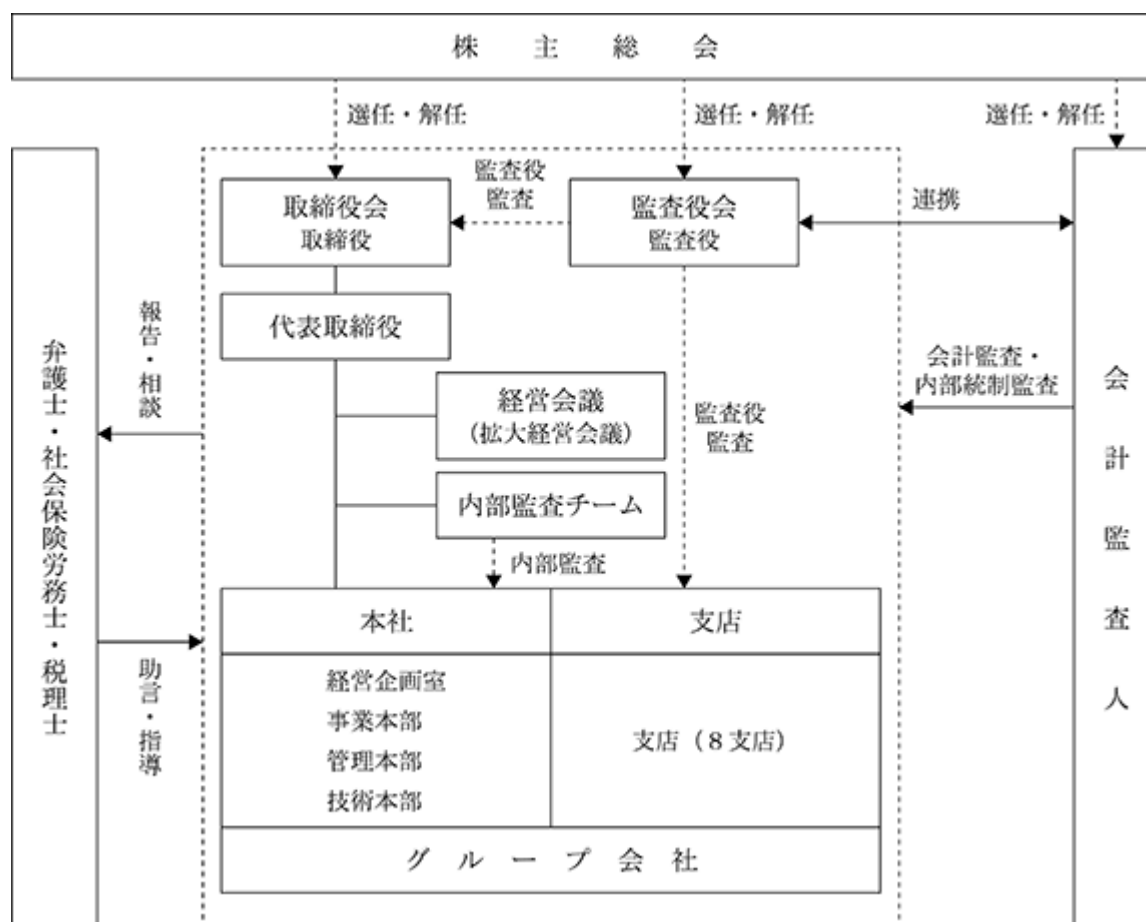 株主総会
選任・解任
選任・解任
選任・解任
取締役会
取締役
監査役
監査
監査役会
監査役
連携
代表取締役
報告・相談
弁護士・社会保険労務士・税理士
助言・指導
経営会議
（拡大経営会議）
監査役
監査
会計監査・
内部統制監査
会計監査人
内部監査チーム
内部監査
本社
支店
経営企画室
事業本部
管理本部
技術本部
支店（8支店）
グループ会社